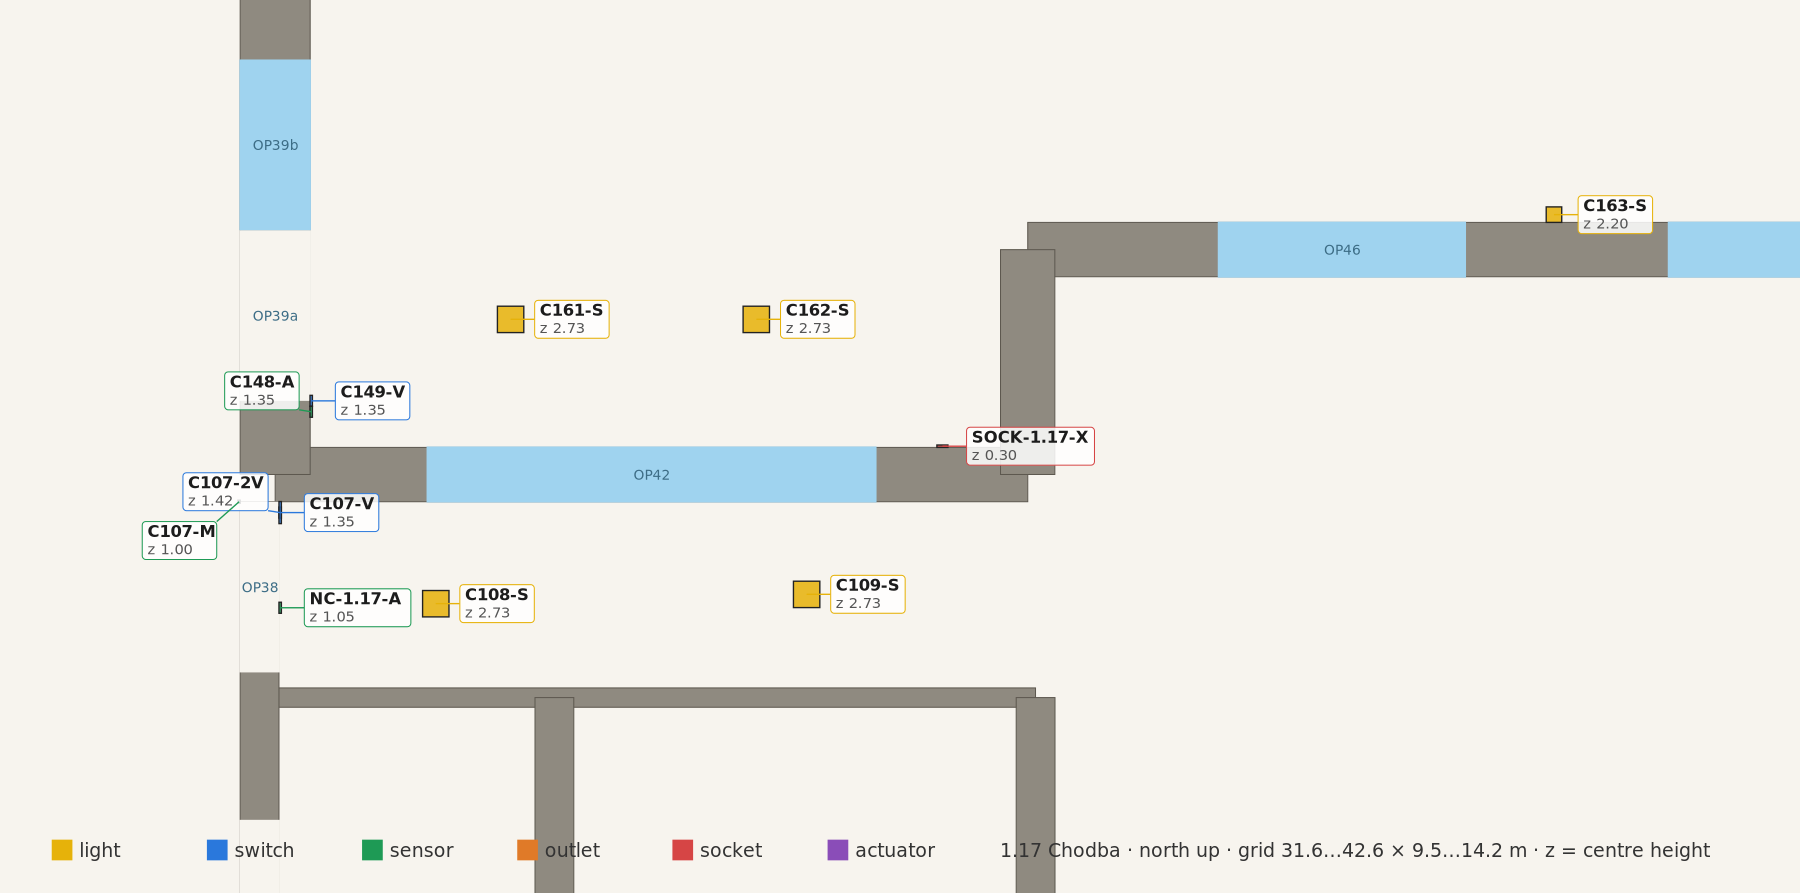 OP39b
C163-S
z 2.20
OP46
C161-S
z 2.73
C162-S
z 2.73
OP39a
C148-A
z 1.35
C149-V
z 1.35
SOCK-1.17-X
z 0.30
OP42
C107-2V
z 1.42
C107-V
z 1.35
C107-M
z 1.00
OP38
NC-1.17-A
z 1.05
C108-S
z 2.73
C109-S
z 2.73
light
switch
sensor
outlet
socket
actuator
1.17 Chodba · north up · grid 31.6…42.6 × 9.5…14.2 m · z = centre height